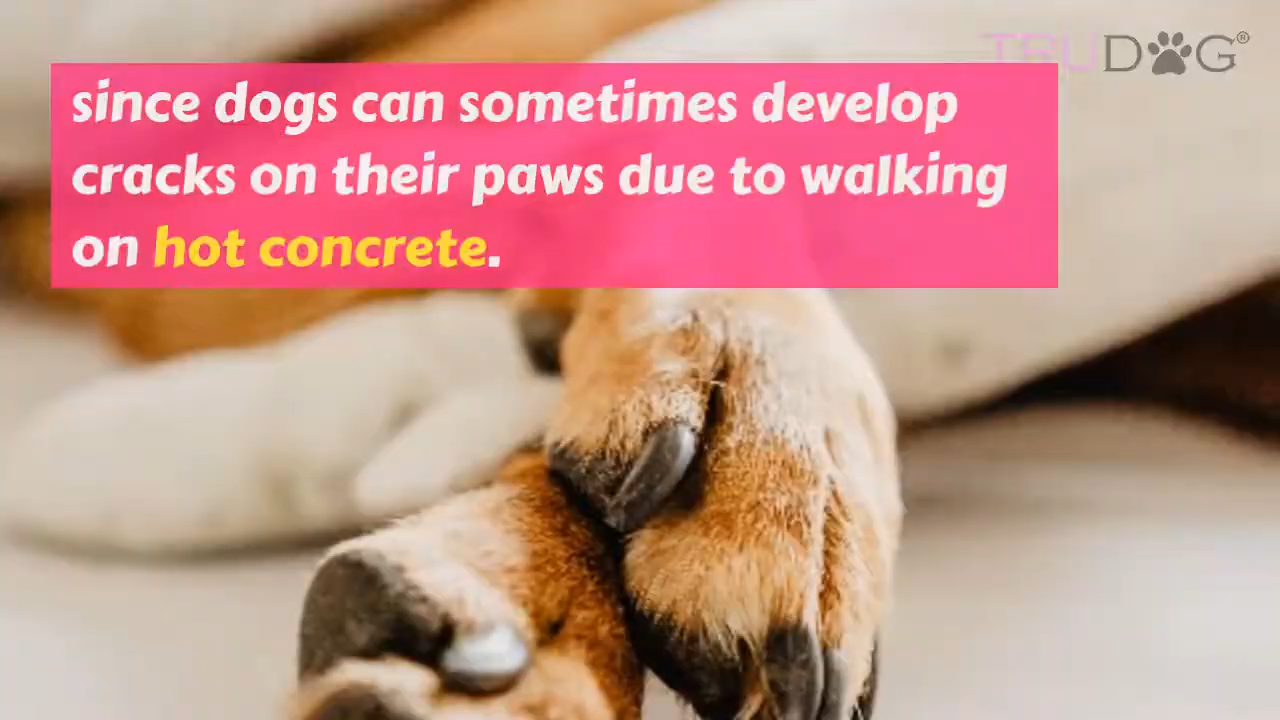 TRUDOG®
since dogs can sometimes develop
cracks on their paws due to walking
on hot concrete.